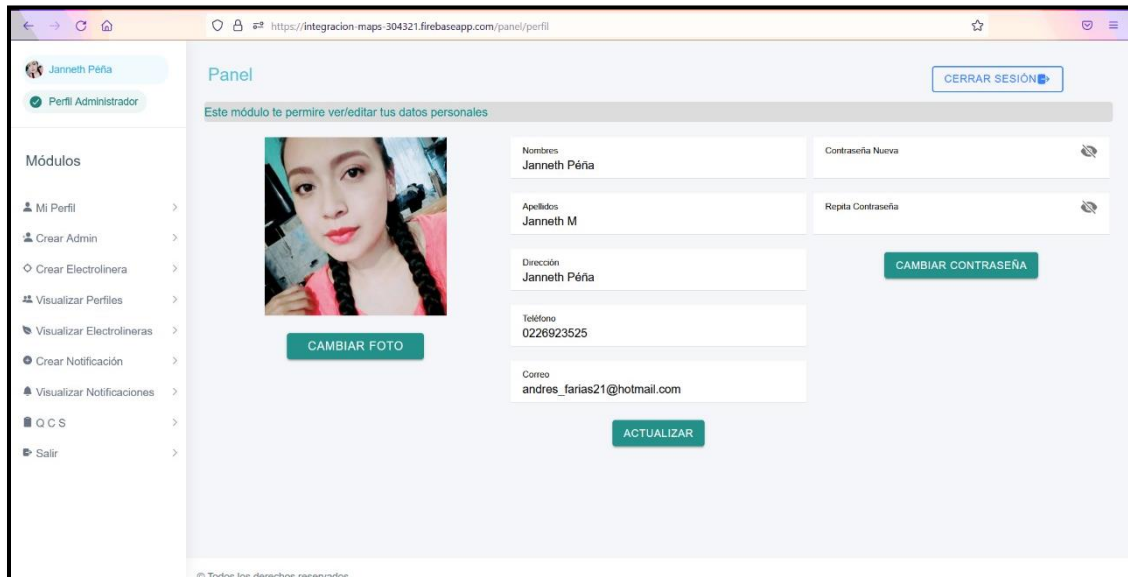 https://integracion-maps-304321.firebaseapp.com/panel/perfil
Janneth Péña
Perfil Administrador
Módulos
Mi Perfil
Crear Admin
Crear Electrolinera
Visualizar Perfiles
Visualizar Electrolineras
Crear Notificación
Visualizar Notificaciones
Q C S
Salir
Panel
CERRAR SESIÓN
Este módulo te permire ver/editar tus datos personales
CAMBIAR FOTO
Nombres
Janneth Péña
Apellidos
Janneth M
Dirección
Janneth Péña
Teléfono
0226923525
Correo
andres_farias21@hotmail.com
ACTUALIZAR
Contraseña Nueva
Repita Contraseña
CAMBIAR CONTRASEÑA
© Todos los derechos reservados